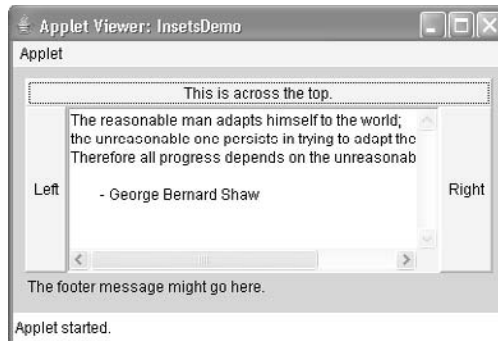 Applet Viewer: InsetsDemo
Applet
This is across the top.
The reasonable man adapts himself to the world;
the unreasonable one persists in trying to adapt the
Therefore all progress depends on the unreasonab
Left
- George Bernard Shaw
Right
The footer message might go here.
Applet started.